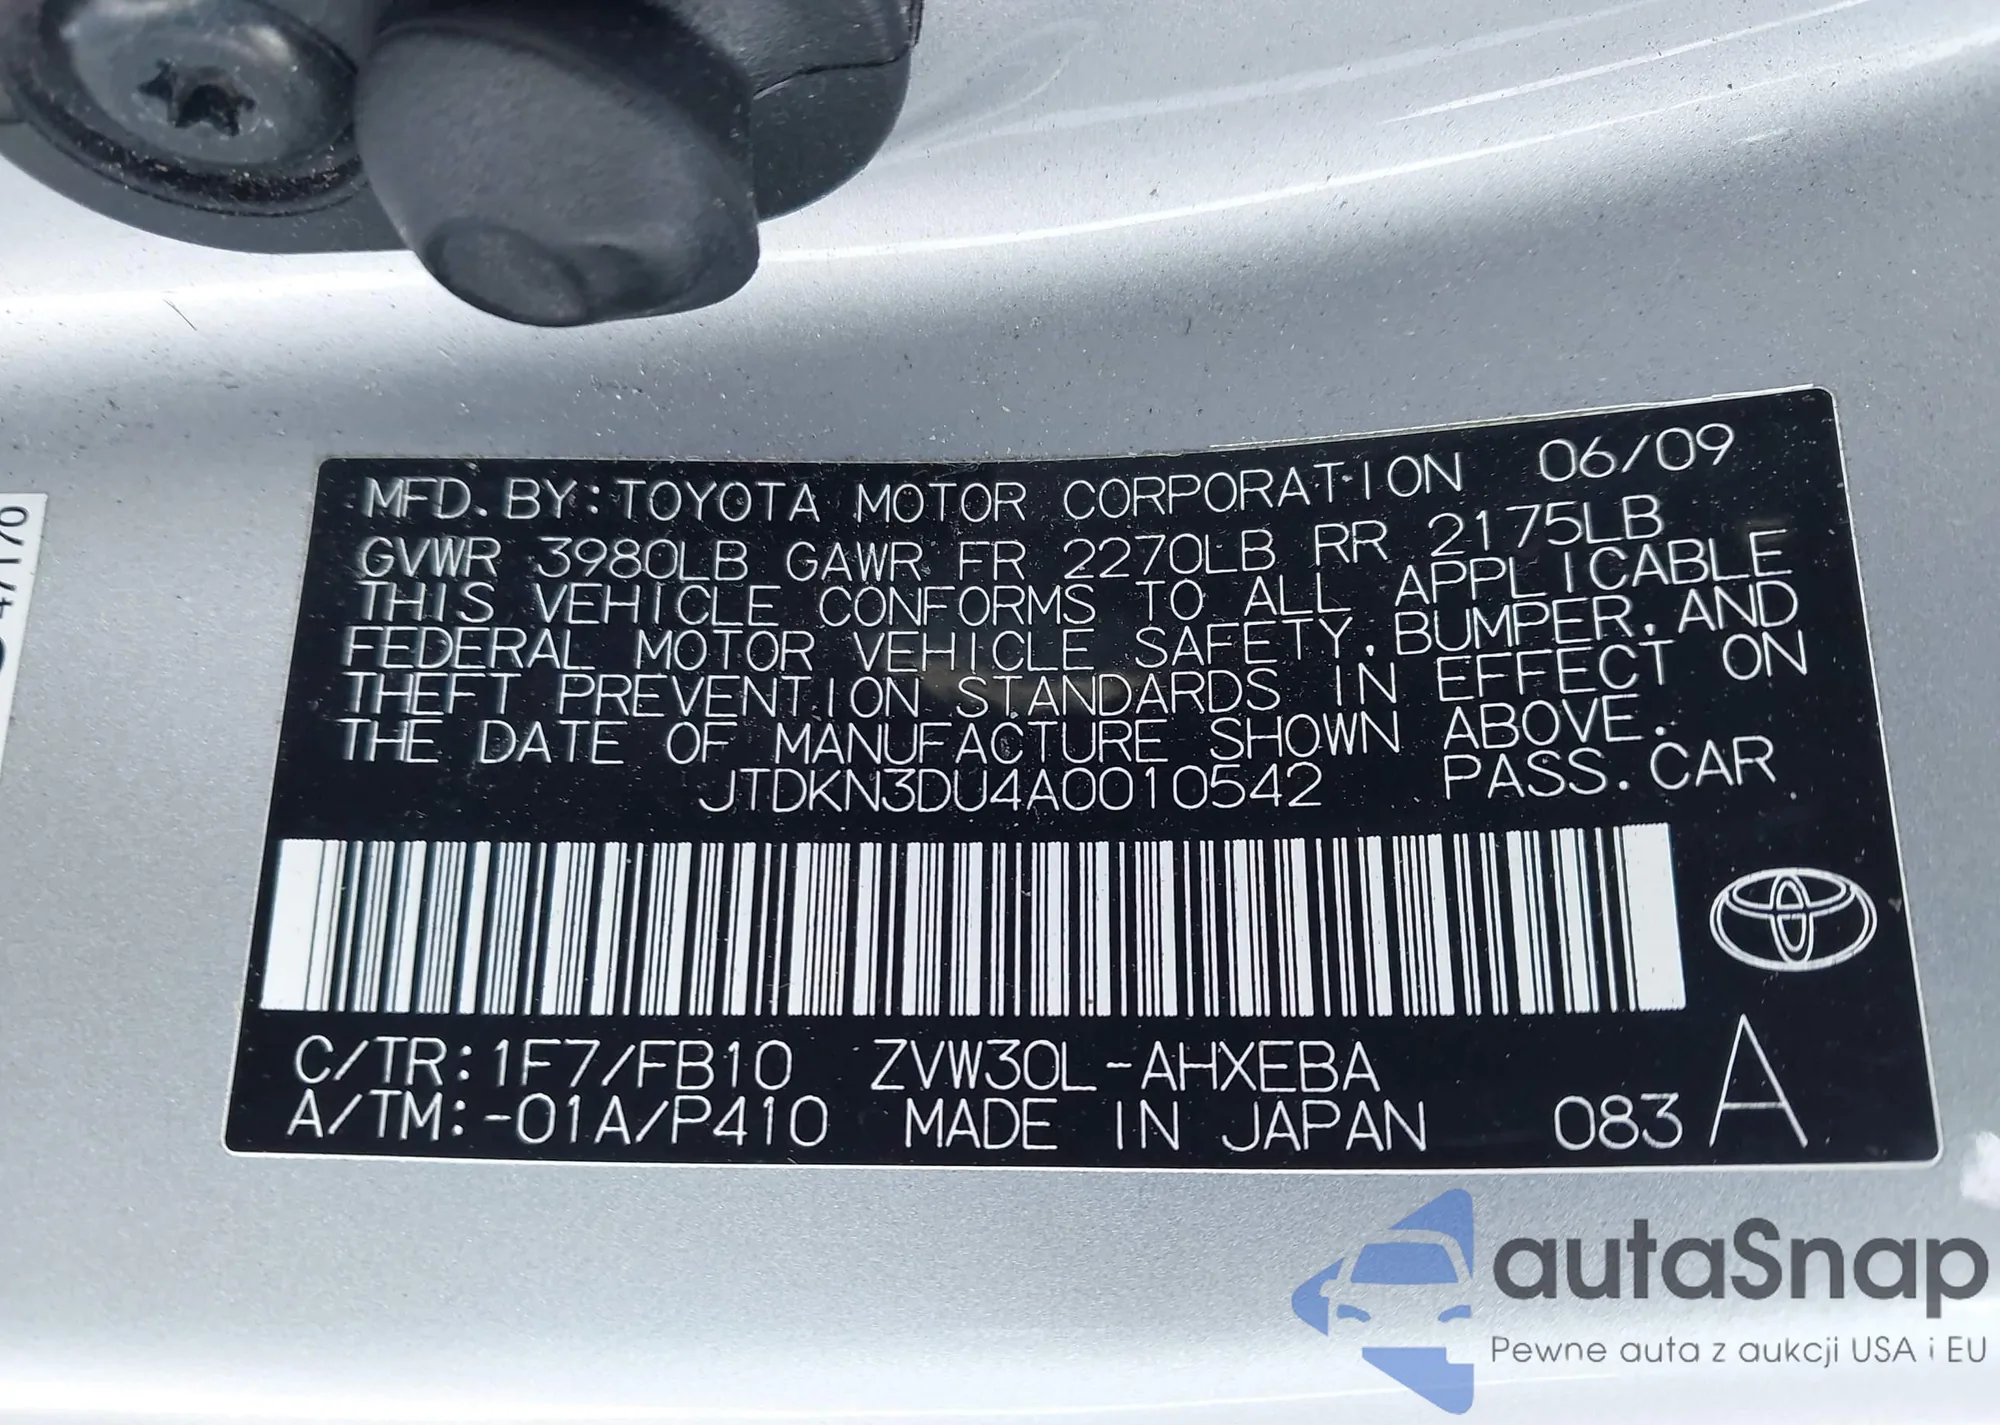 MFD. BY: TOYOTA MOTOR CORPORATION 06/09
GVWR 3980LB GAWR FR 2270LB RR 2175LB
THIS VEHICLE CONFORMS TO ALL APPLICABLE
FEDERAL MOTOR VEHICLE SAFETY, BUMPER, AND
THEFT PREVENTION STANDARDS IN EFFECT ON
THE DATE OF MANUFACTURE SHOWN ABOVE.
JTDKN3DU4A0010542 PASS. CAR
C/TR: 1F7/FB10 ZVW30L-AHXEBA
A/TM: -01A/P410 MADE IN JAPAN 083 A
47170
autaSnap
Pewne auta z aukcji USA i EU